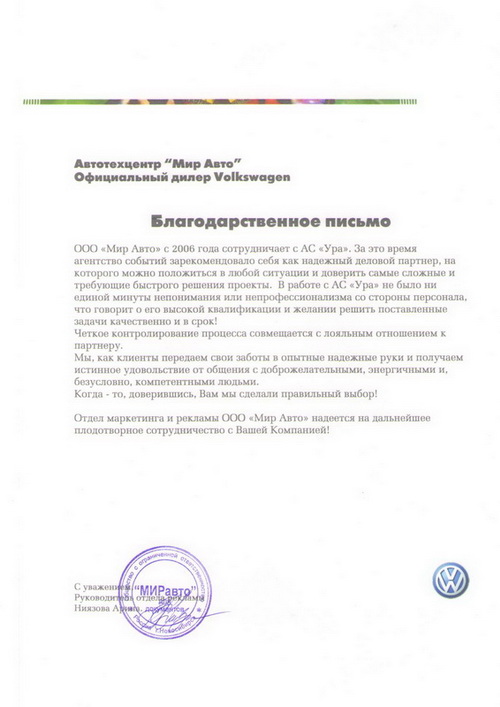 Автотехцентр “Мир Авто”
Официальный дилер Volkswagen
Благодарственное письмо
ООО «Мир Авто» с 2006 года сотрудничает с АС «Ура». За это время
агентство событий зарекомендовало себя как надежный деловой партнер, на
которого можно положиться в любой ситуации и доверить самые сложные и
требующие быстрого решения проекты.  В работе с АС «Ура» не было ни
единой минуты непонимания или непрофессионализма со стороны персонала,
что говорит о его высокой квалификации и желании решить поставленные
задачи качественно и в срок!
Четкое контролирование процесса совмещается с лояльным отношением к
партнеру.
Мы, как клиенты передаем свои заботы в опытные надежные руки и получаем
истинное удовольствие от общения с доброжелательными, энергичными и,
безусловно, компетентными людьми.
Когда - то, доверившись, Вам мы сделали правильный выбор!
Отдел маркетинга и рекламы ООО «Мир Авто» надеется на дальнейшее
плодотворное сотрудничество с Вашей Компанией!
С уважением,
Руководитель отдела рекламы
Ниязова
общество с ограниченной ответственностью
"МИРавто"
документов
г.Новосибирск